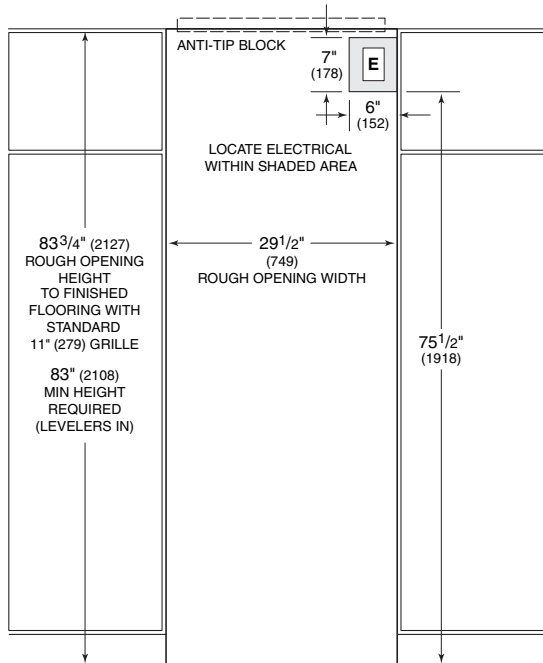 ANTI-TIP BLOCK
7"
(178)
E
6"
(152)
LOCATE ELECTRICAL
WITHIN SHADED AREA
83 3/4" (2127)
ROUGH OPENING
HEIGHT
TO FINISHED
FLOORING WITH
STANDARD
11" (279) GRILLE
83" (2108)
MIN HEIGHT
REQUIRED
(LEVELERS IN)
29 1/2"
(749)
ROUGH OPENING WIDTH
75 1/2"
(1918)